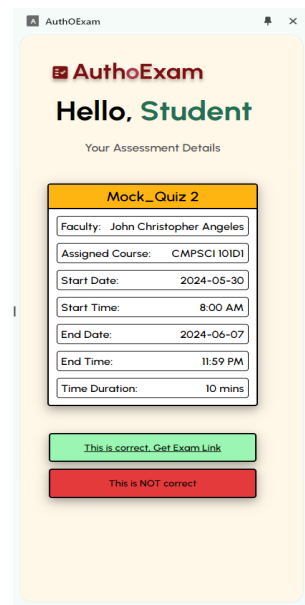 A AuthOExam
AuthoExam
Hello, Student
Your Assessment Details
Mock_Quiz 2
Faculty: John Christopher Angeles
Assigned Course: CMPSCI 101D1
Start Date: 2024-05-30
Start Time: 8:00 AM
End Date: 2024-06-07
End Time: 11:59 PM
Time Duration: 10 mins
This is correct. Get Exam Link
This is NOT correct